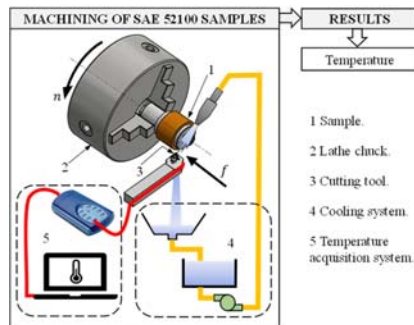 MACHINING OF SAE 52100 SAMPLES
RESULTS
Temperature
1
n
2
3
f
4
5
1 Sample.
2 Lathe chuck.
3 Cutting tool.
4 Cooling system.
5 Temperature
acquisition system.